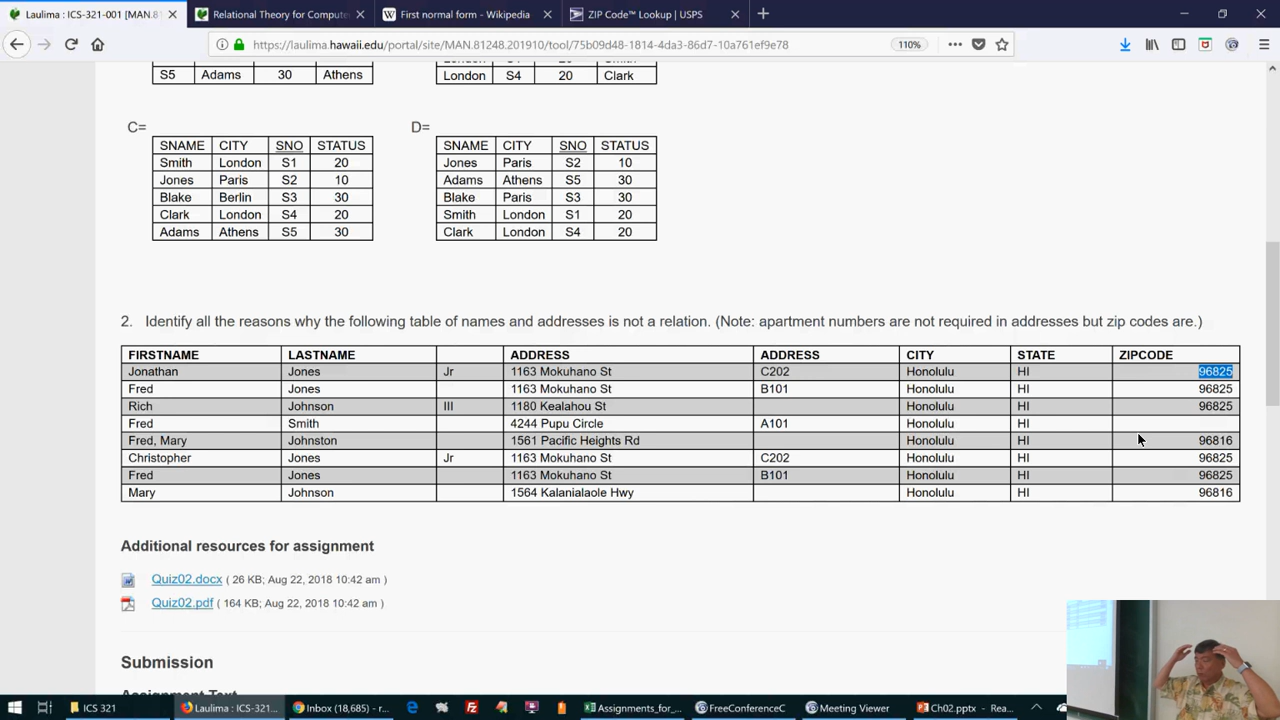 Laulima : ICS-321-001 [MAN.8
Relational Theory for Compute
First normal form - Wikipedia
ZIP Code™ Lookup | USPS
https://laulima.hawaii.edu/portal/site/MAN.81248.201910/tool/75b09d48-1814-4da3-86d7-10a761ef9e78
110%
S5 Adams 30 Athens
London S4 20 Clark
C=
D=
SNAME CITY SNO STATUS
Smith London S1 20
Jones Paris S2 10
Blake Berlin S3 30
Clark London S4 20
Adams Athens S5 30
SNAME CITY SNO STATUS
Jones Paris S2 10
Adams Athens S5 30
Blake Paris S3 30
Smith London S1 20
Clark London S4 20
2. Identify all the reasons why the following table of names and addresses is not a relation. (Note: apartment numbers are not required in addresses but zip codes are.)
FIRSTNAME LASTNAME ADDRESS ADDRESS CITY STATE ZIPCODE
Jonathan Jones Jr 1163 Mokuhano St C202 Honolulu HI 96825
Fred Jones 1163 Mokuhano St B101 Honolulu HI 96825
Rich Johnson III 1180 Kealahou St Honolulu HI 96825
Fred Smith 4244 Pupu Circle A101 Honolulu HI
Fred, Mary Johnston 1561 Pacific Heights Rd Honolulu HI 96816
Christopher Jones Jr 1163 Mokuhano St C202 Honolulu HI 96825
Fred Jones 1163 Mokuhano St B101 Honolulu HI 96825
Mary Johnson 1564 Kalanialaole Hwy Honolulu HI 96816
Additional resources for assignment
Quiz02.docx ( 26 KB; Aug 22, 2018 10:42 am )
Quiz02.pdf ( 164 KB; Aug 22, 2018 10:42 am )
Submission
Assignment Text
ICS 321
Laulima : ICS-321...
Inbox (18,685) - r...
Assignments_for_...
FreeConferenceC
Meeting Viewer
Ch02.pptx - Rea...